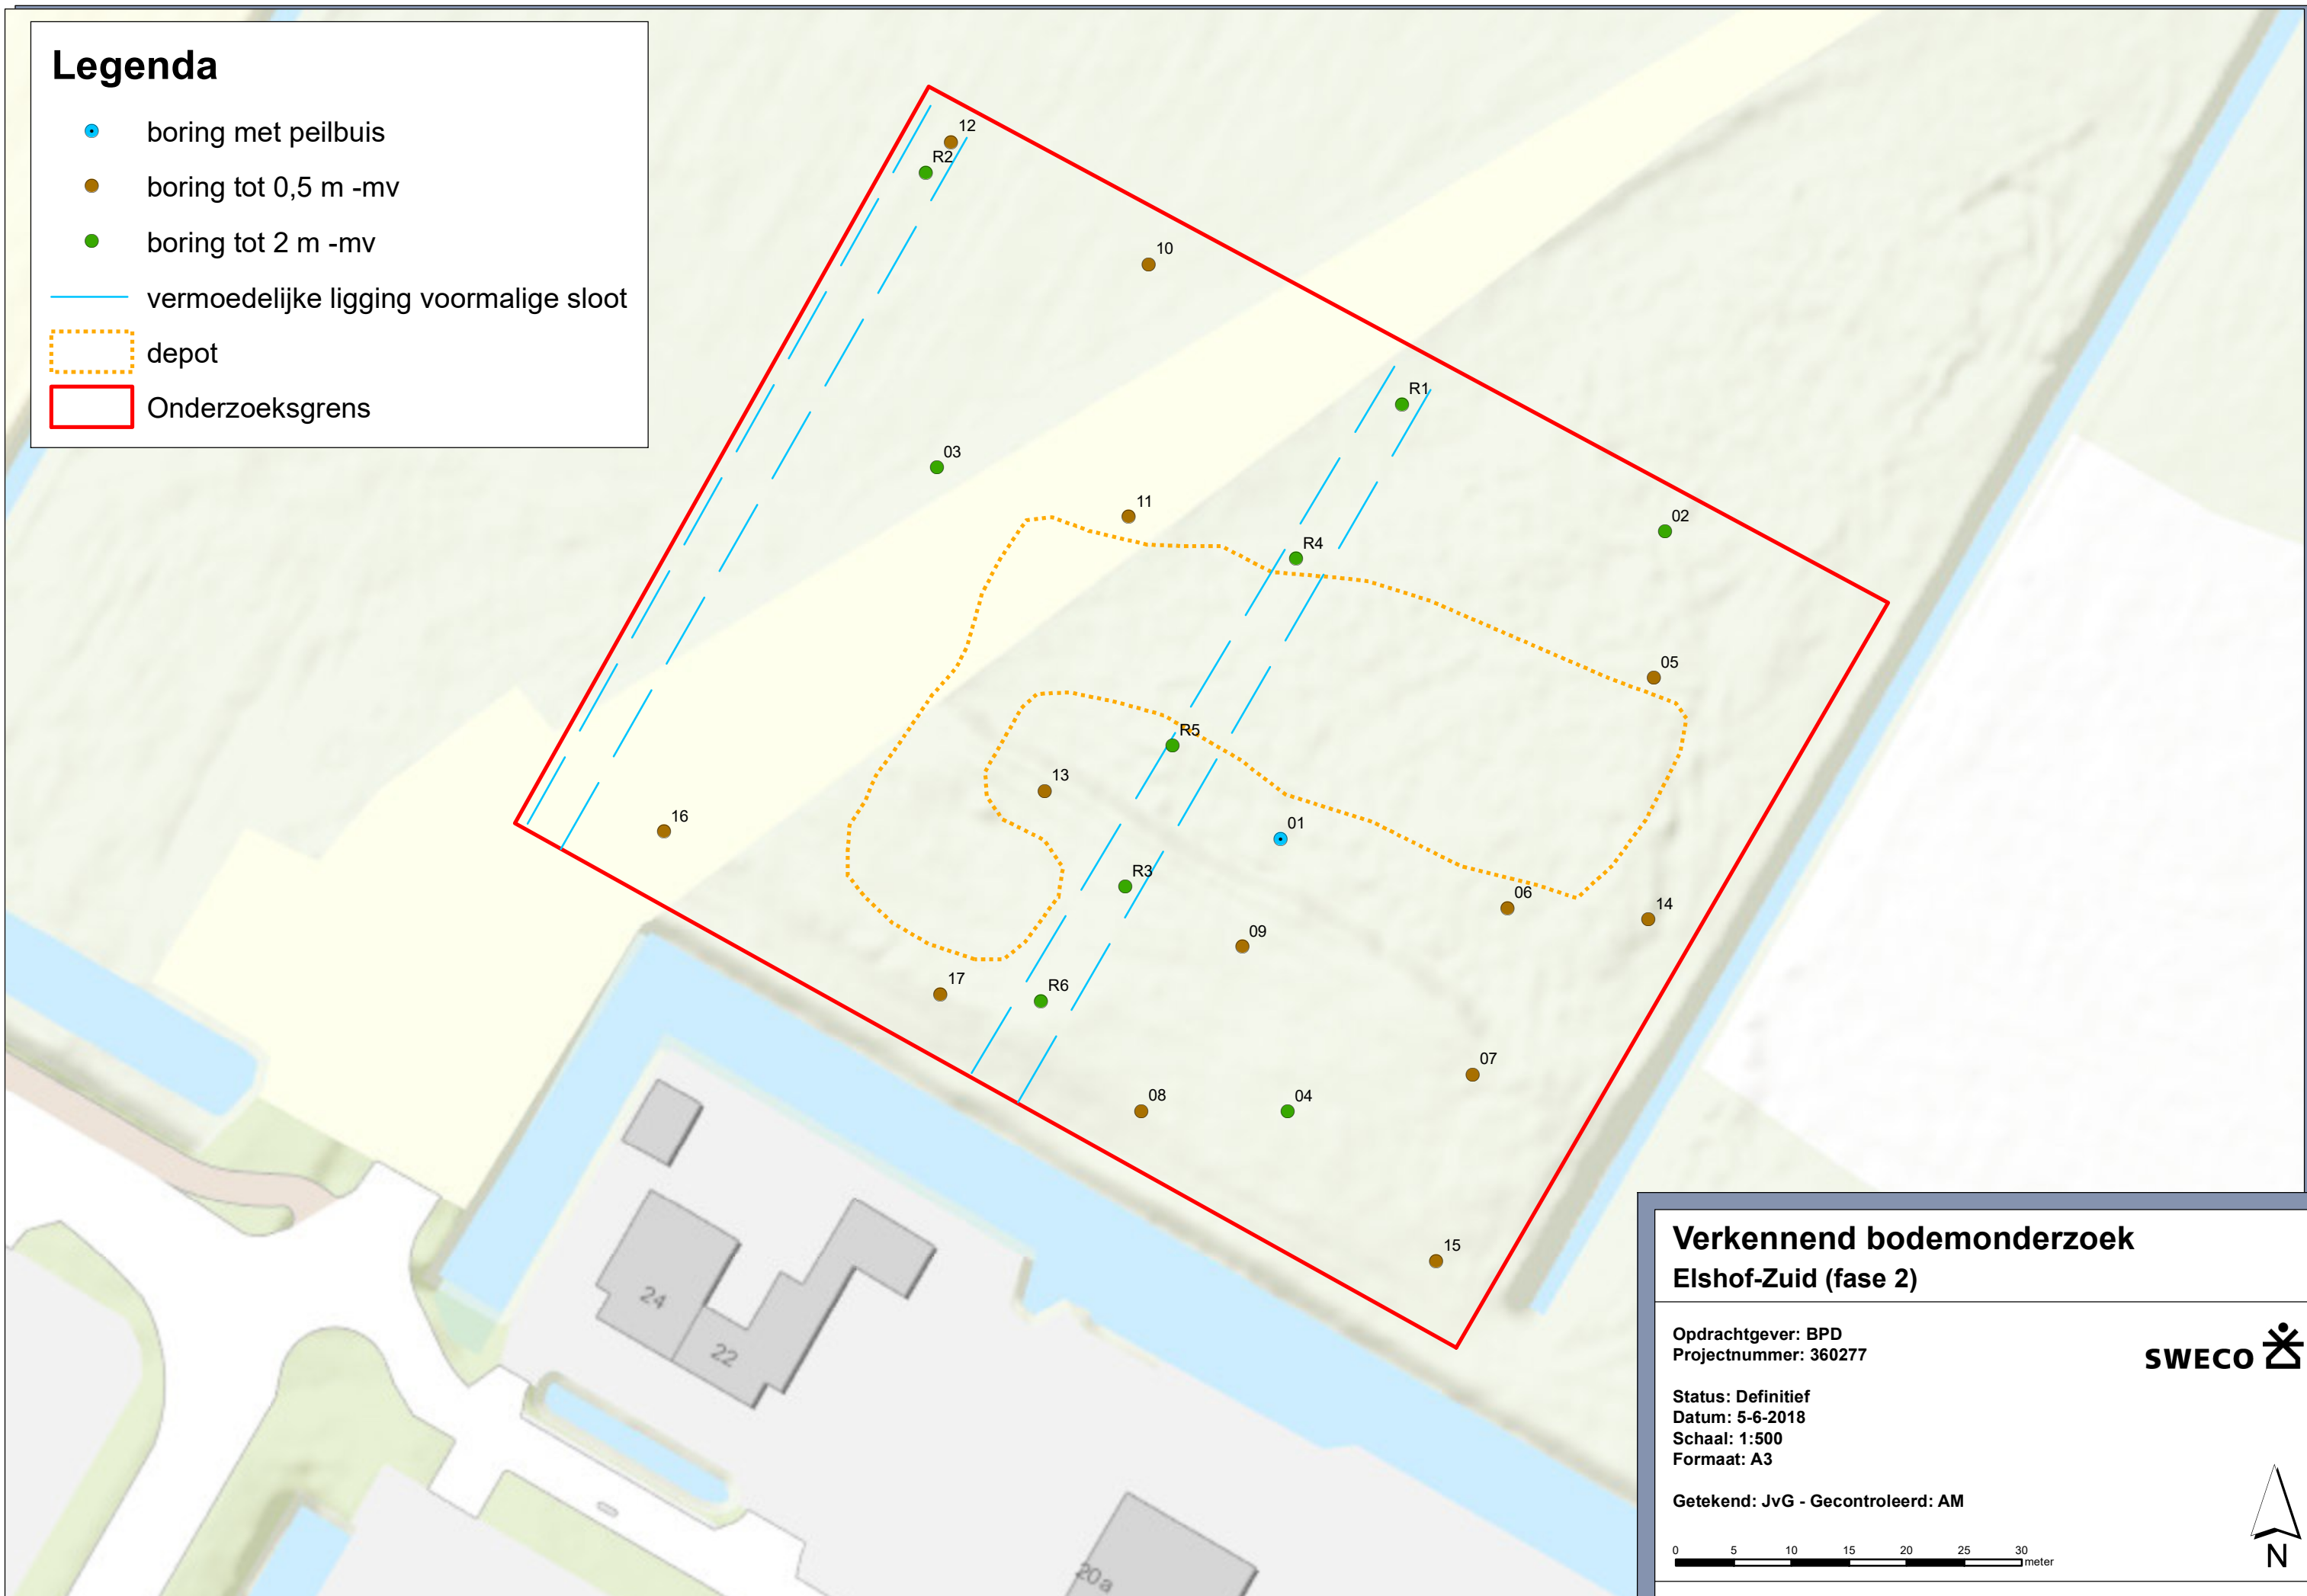 Legenda
boring met peilbuis
boring tot 0,5 m -mv
boring tot 2 m -mv
vermoedelijke ligging voormalige sloot
depot
Onderzoeksgrens
12
R2
10
R1
03
11
02
R4
05
R5
13
16
01
R3
06
14
09
17
R6
07
08
04
15
24
22
20a
Verkennend bodemonderzoek
Elshof-Zuid (fase 2)
Opdrachtgever: BPD
Projectnummer: 360277
SWECO
Status: Definitief
Datum: 5-6-2018
Schaal: 1:500
Formaat: A3
Getekend: JvG - Gecontroleerd: AM
0 5 10 15 20 25 30
meter
N